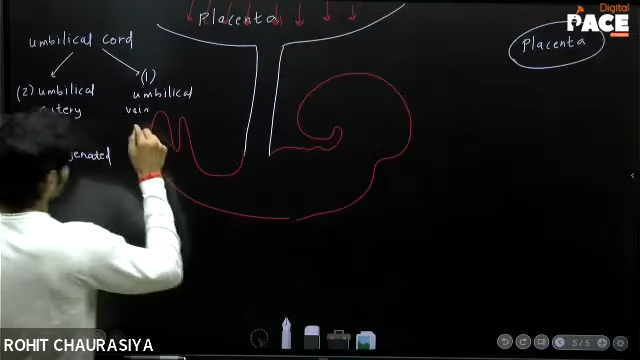 Digital
PACE
Placenta
Placenta
umbilical cord
(1)
(2) umbilical
umbilical
vein
ROHIT CHAURASIYA
5/5